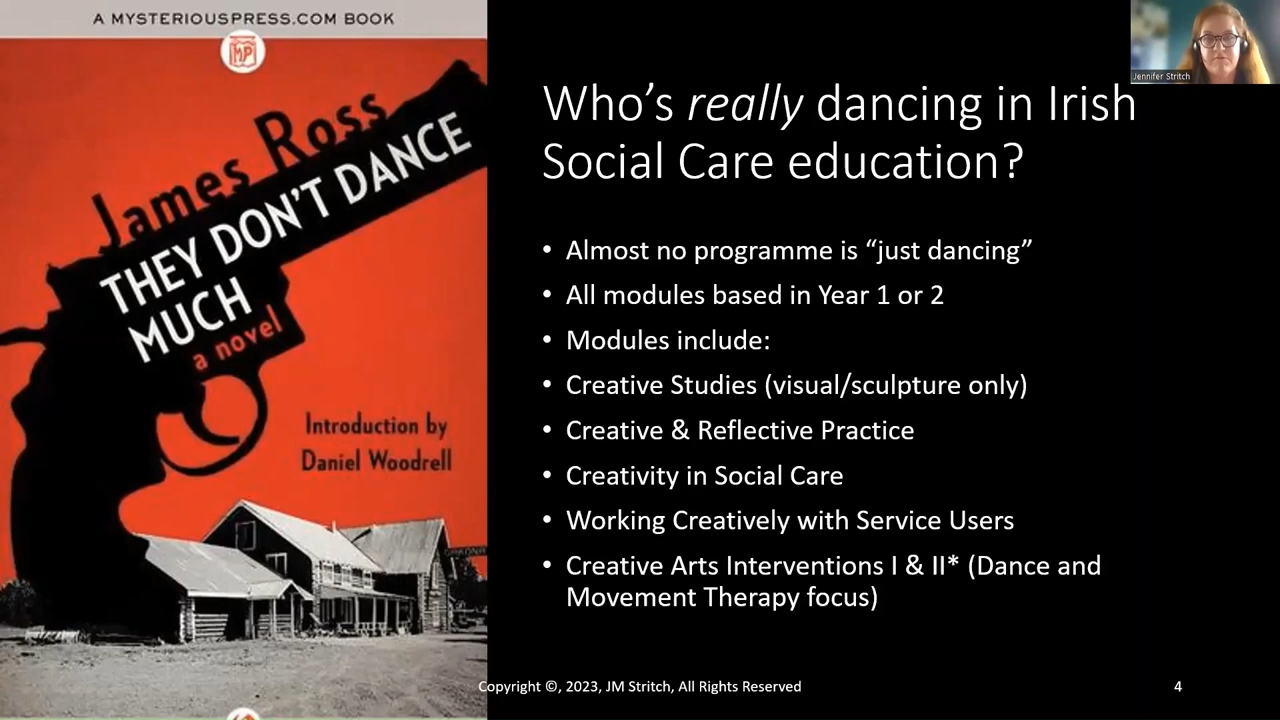 A MYSTERIOUSPRESS.COM BOOK
MP
James Ross
THEY DON'T DANCE
MUCH
a novel
Introduction by
Daniel Woodrell
Jennifer Stritch
Who's really dancing in Irish
Social Care education?
• Almost no programme is “just dancing”
• All modules based in Year 1 or 2
• Modules include:
• Creative Studies (visual/sculpture only)
• Creative & Reflective Practice
• Creativity in Social Care
• Working Creatively with Service Users
• Creative Arts Interventions I & II* (Dance and
Movement Therapy focus)
Copyright ©, 2023, JM Stritch, All Rights Reserved
4